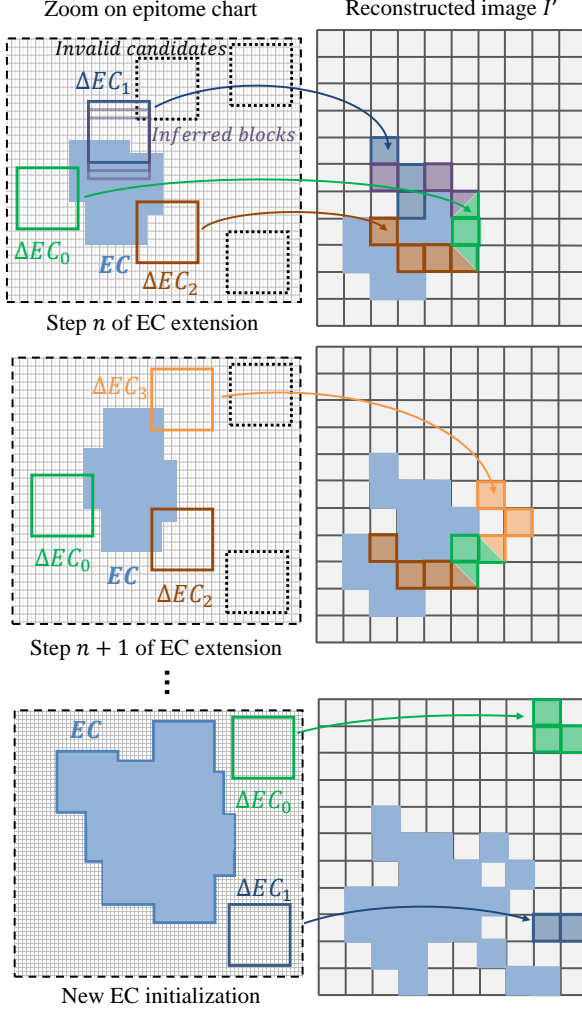 Zoom on epitome chart
Reconstructed image I′
Invalid candidates
ΔEC₁
Inferred blocks
ΔEC₀
EC
ΔEC₂
Step n of EC extension
ΔEC₃
ΔEC₀
EC
ΔEC₂
Step n + 1 of EC extension
⋮
EC
ΔEC₀
ΔEC₁
New EC initialization